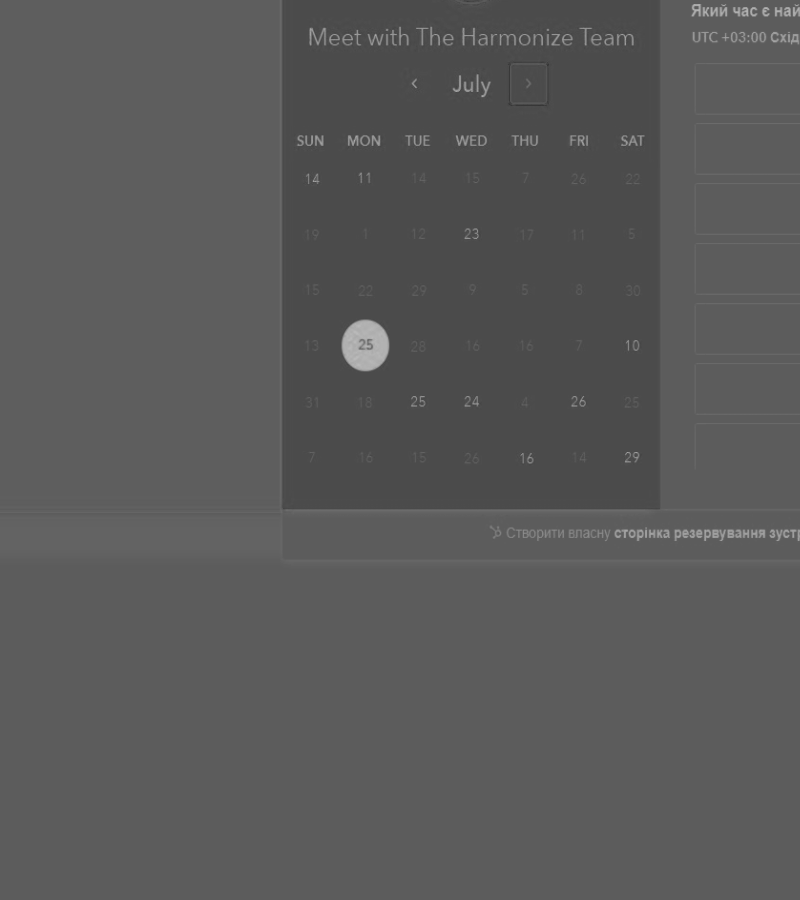 Який час є най
Meet with The Harmonize Team
UTC +03:00 Схід
July
SUN MON TUE WED THU FRI SAT
14 11 14 15 7 26 22
19 1 12 23 17 11 5
15 22 29 9 5 8 30
13 25 28 16 16 7 10
31 18 25 24 4 26 25
7 16 15 26 16 14 29
Створити власну сторінка резервування зустр